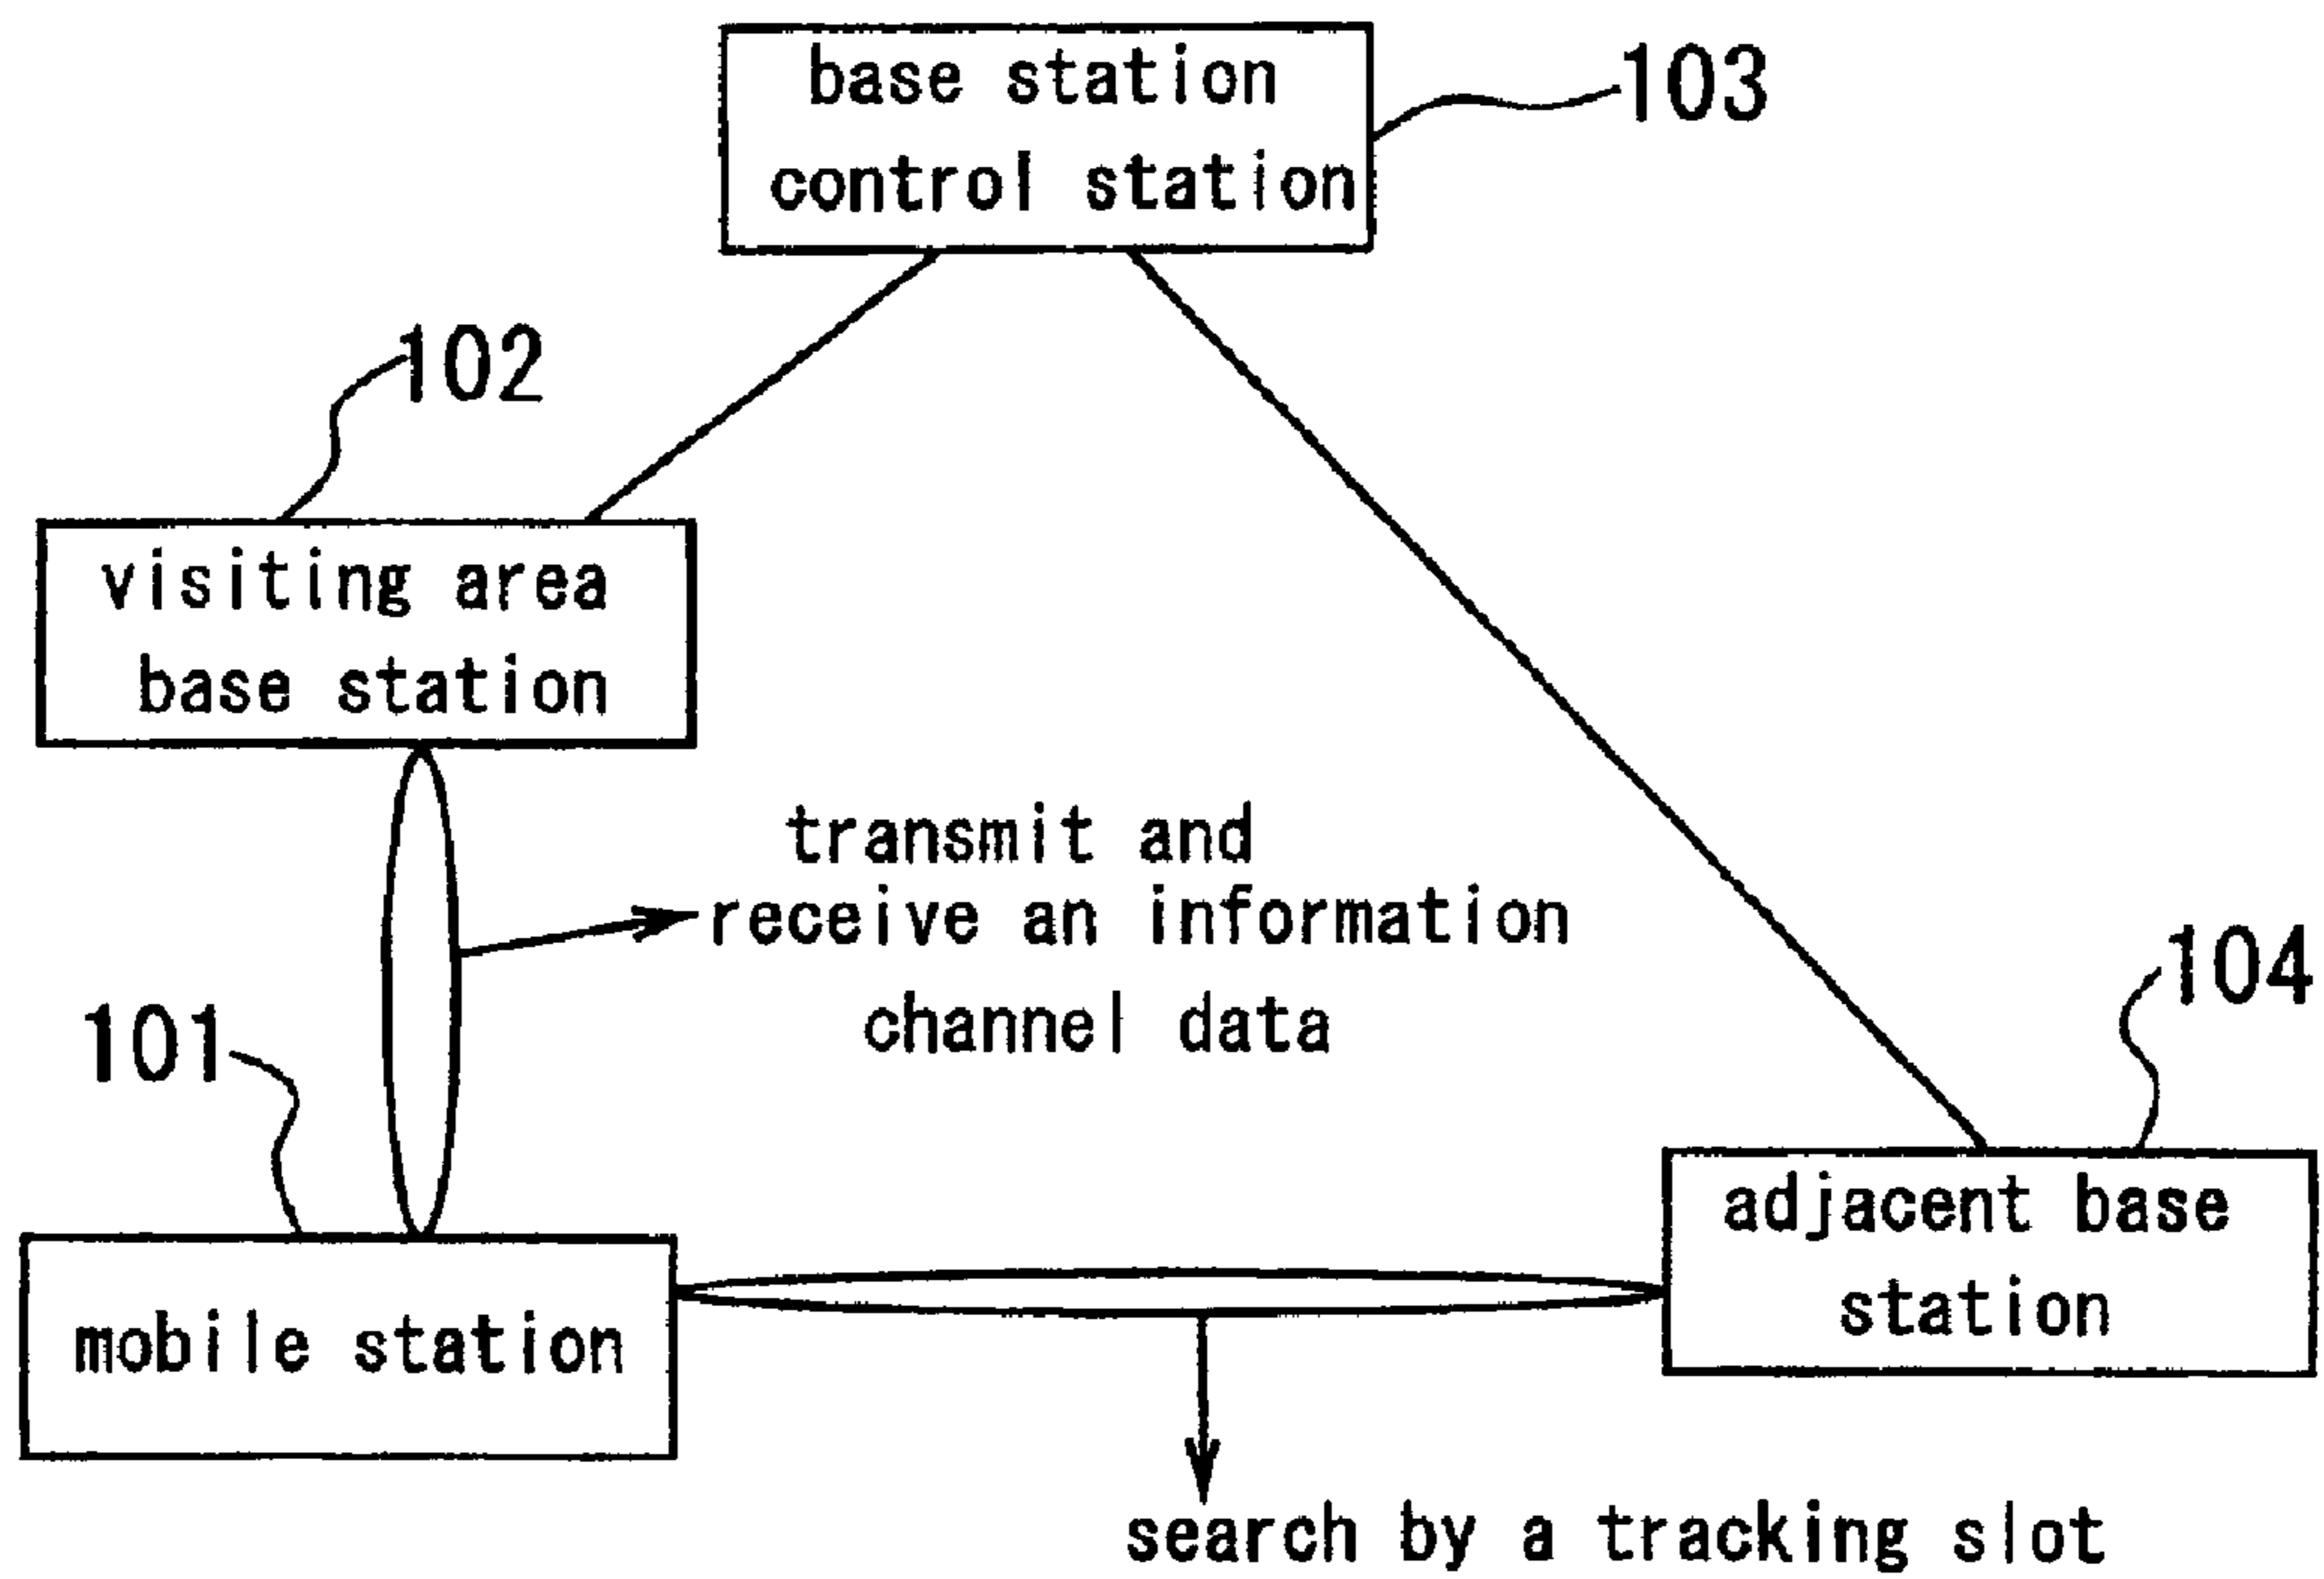 base station
control station
103
102
visiting area
base station
transmit and
receive an information
channel data
101
104
adjacent base
station
mobile station
search by a tracking slot